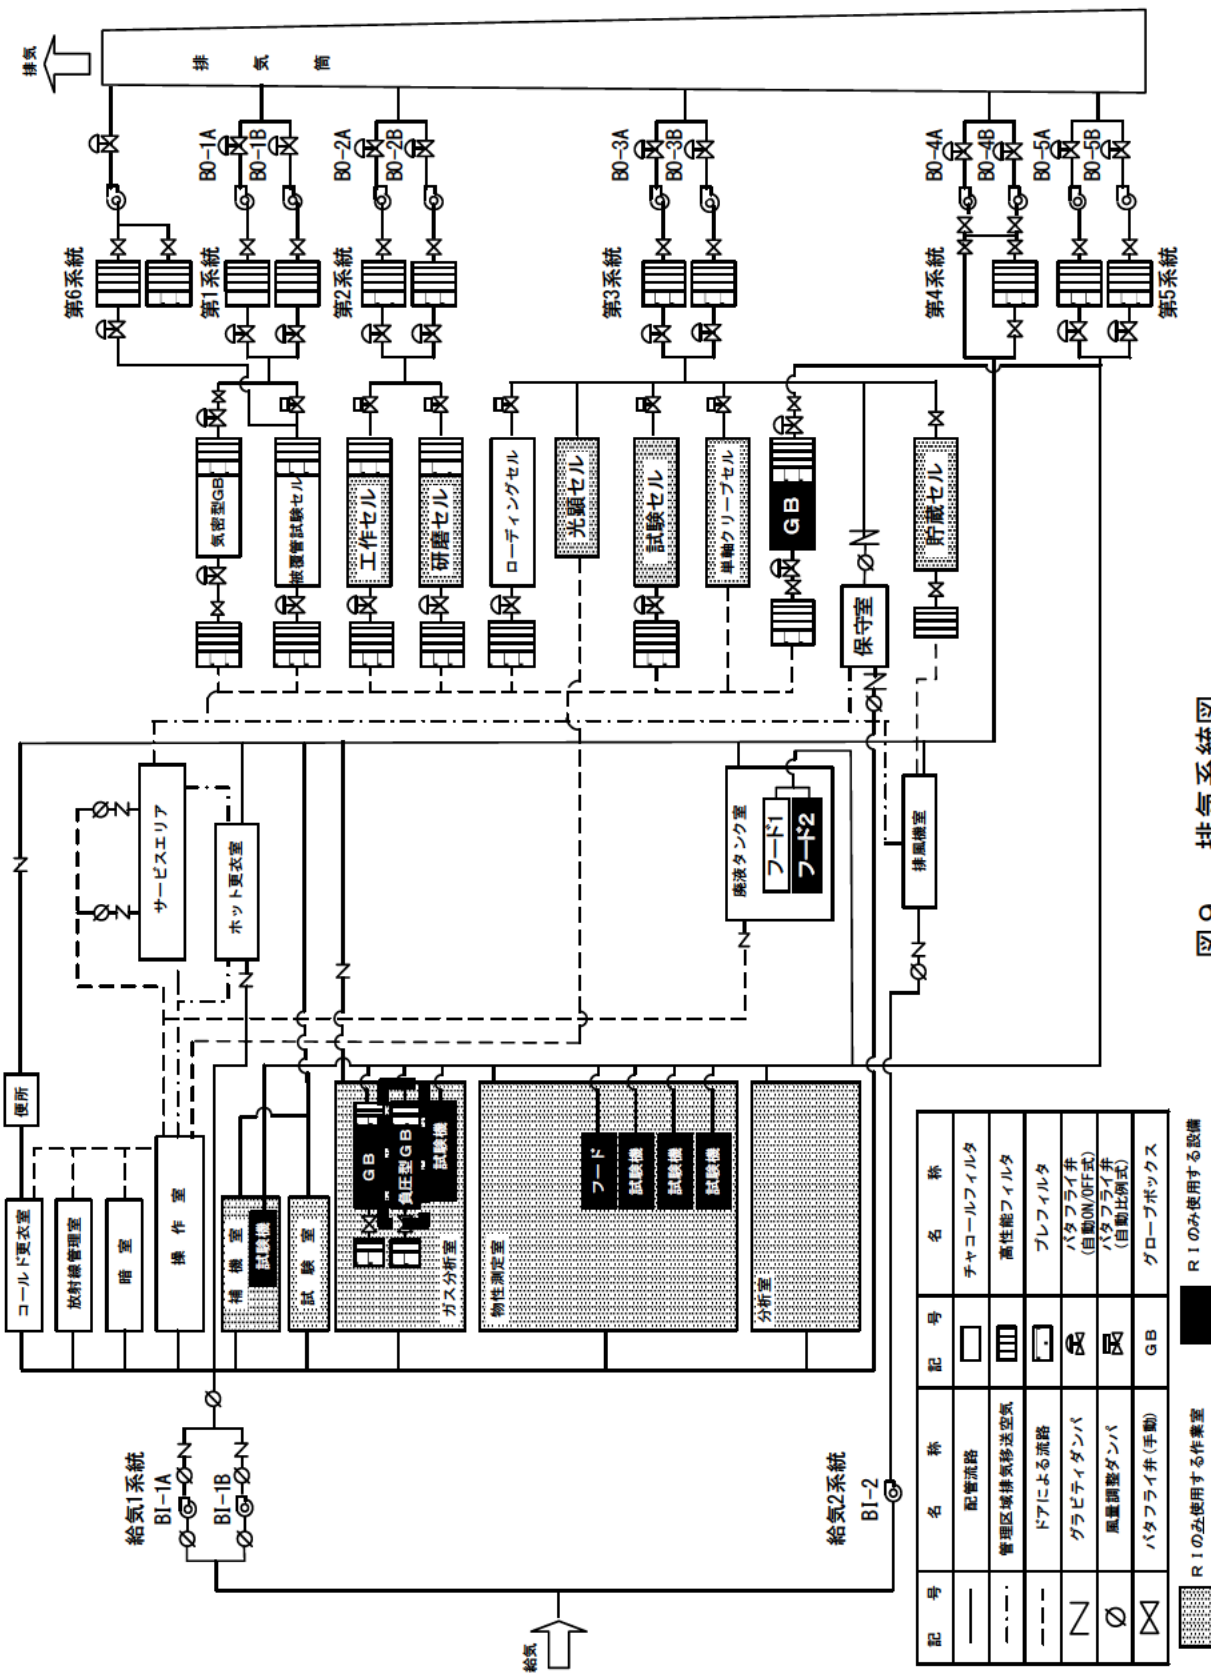 排気
排気筒
BO-1A
BO-1B
BO-2A
BO-2B
BO-3A
BO-3B
BO-4A
BO-4B
BO-5A
BO-5B
第6系統
第1系統
第2系統
第3系統
第4系統
第5系統
気密型GB
被覆管試験セル
工作セル
研磨セル
ローディングセル
光顕セル
試験セル
単軸クリープセル
GB
保守室
貯蔵セル
サービスエリア
ホット更衣室
廃液タンク室
フード1
フード2
排風機室
便所
コールド更衣室
放射線管理室
暗室
操作室
補機室
試験機
試験室
ガス分析室
GB
負圧型GB
試験機
物性測定室
フード
試験機
試験機
試験機
分析室
給気1系統
BI-1A
BI-1B
給気2系統
BI-2
給気
記号 名称 記号 名称
配管流路 チャコールフィルタ
管理区域排気移送空気 高性能フィルタ
ドアによる流路 プレフィルタ
グラビティダンパ バタフライ弁
(自動ON/OFF式)
風量調整ダンパ バタフライ弁
(自動比例式)
バタフライ弁(手動) GB グローブボックス
RIのみ使用する作業室 RIのみ使用する設備
図9 排気系統図